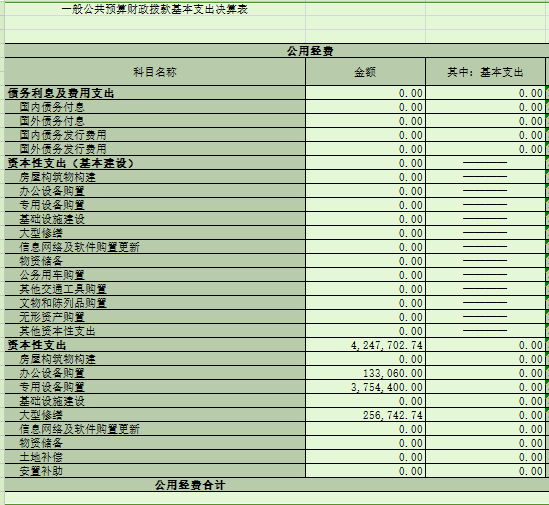 一般公共预算财政拨款基本支出决算表
公用经费
科目名称 金额 其中：基本支出
债务利息及费用支出 0.00 0.00
国内债务付息 0.00 0.00
国外债务付息 0.00 0.00
国内债务发行费用 0.00 0.00
国外债务发行费用 0.00 0.00
资本性支出（基本建设） 0.00 ————
房屋构筑物构建 0.00 ————
办公设备购置 0.00 ————
专用设备购置 0.00 ————
基础设施建设 0.00 ————
大型修缮 0.00 ————
信息网络及软件购置更新 0.00 ————
物资储备 0.00 ————
公务用车购置 0.00 ————
其他交通工具购置 0.00 ————
文物和陈列品购置 0.00 ————
无形资产购置 0.00 ————
其他资本性支出 0.00 ————
资本性支出 4,247,702.74 0.00
房屋构筑物构建 0.00 0.00
办公设备购置 133,060.00 0.00
专用设备购置 3,754,400.00 0.00
基础设施建设 0.00 0.00
大型修缮 256,742.74 0.00
信息网络及软件购置更新 0.00 0.00
物资储备 0.00 0.00
土地补偿 0.00 0.00
安置补助 0.00 0.00
公用经费合计